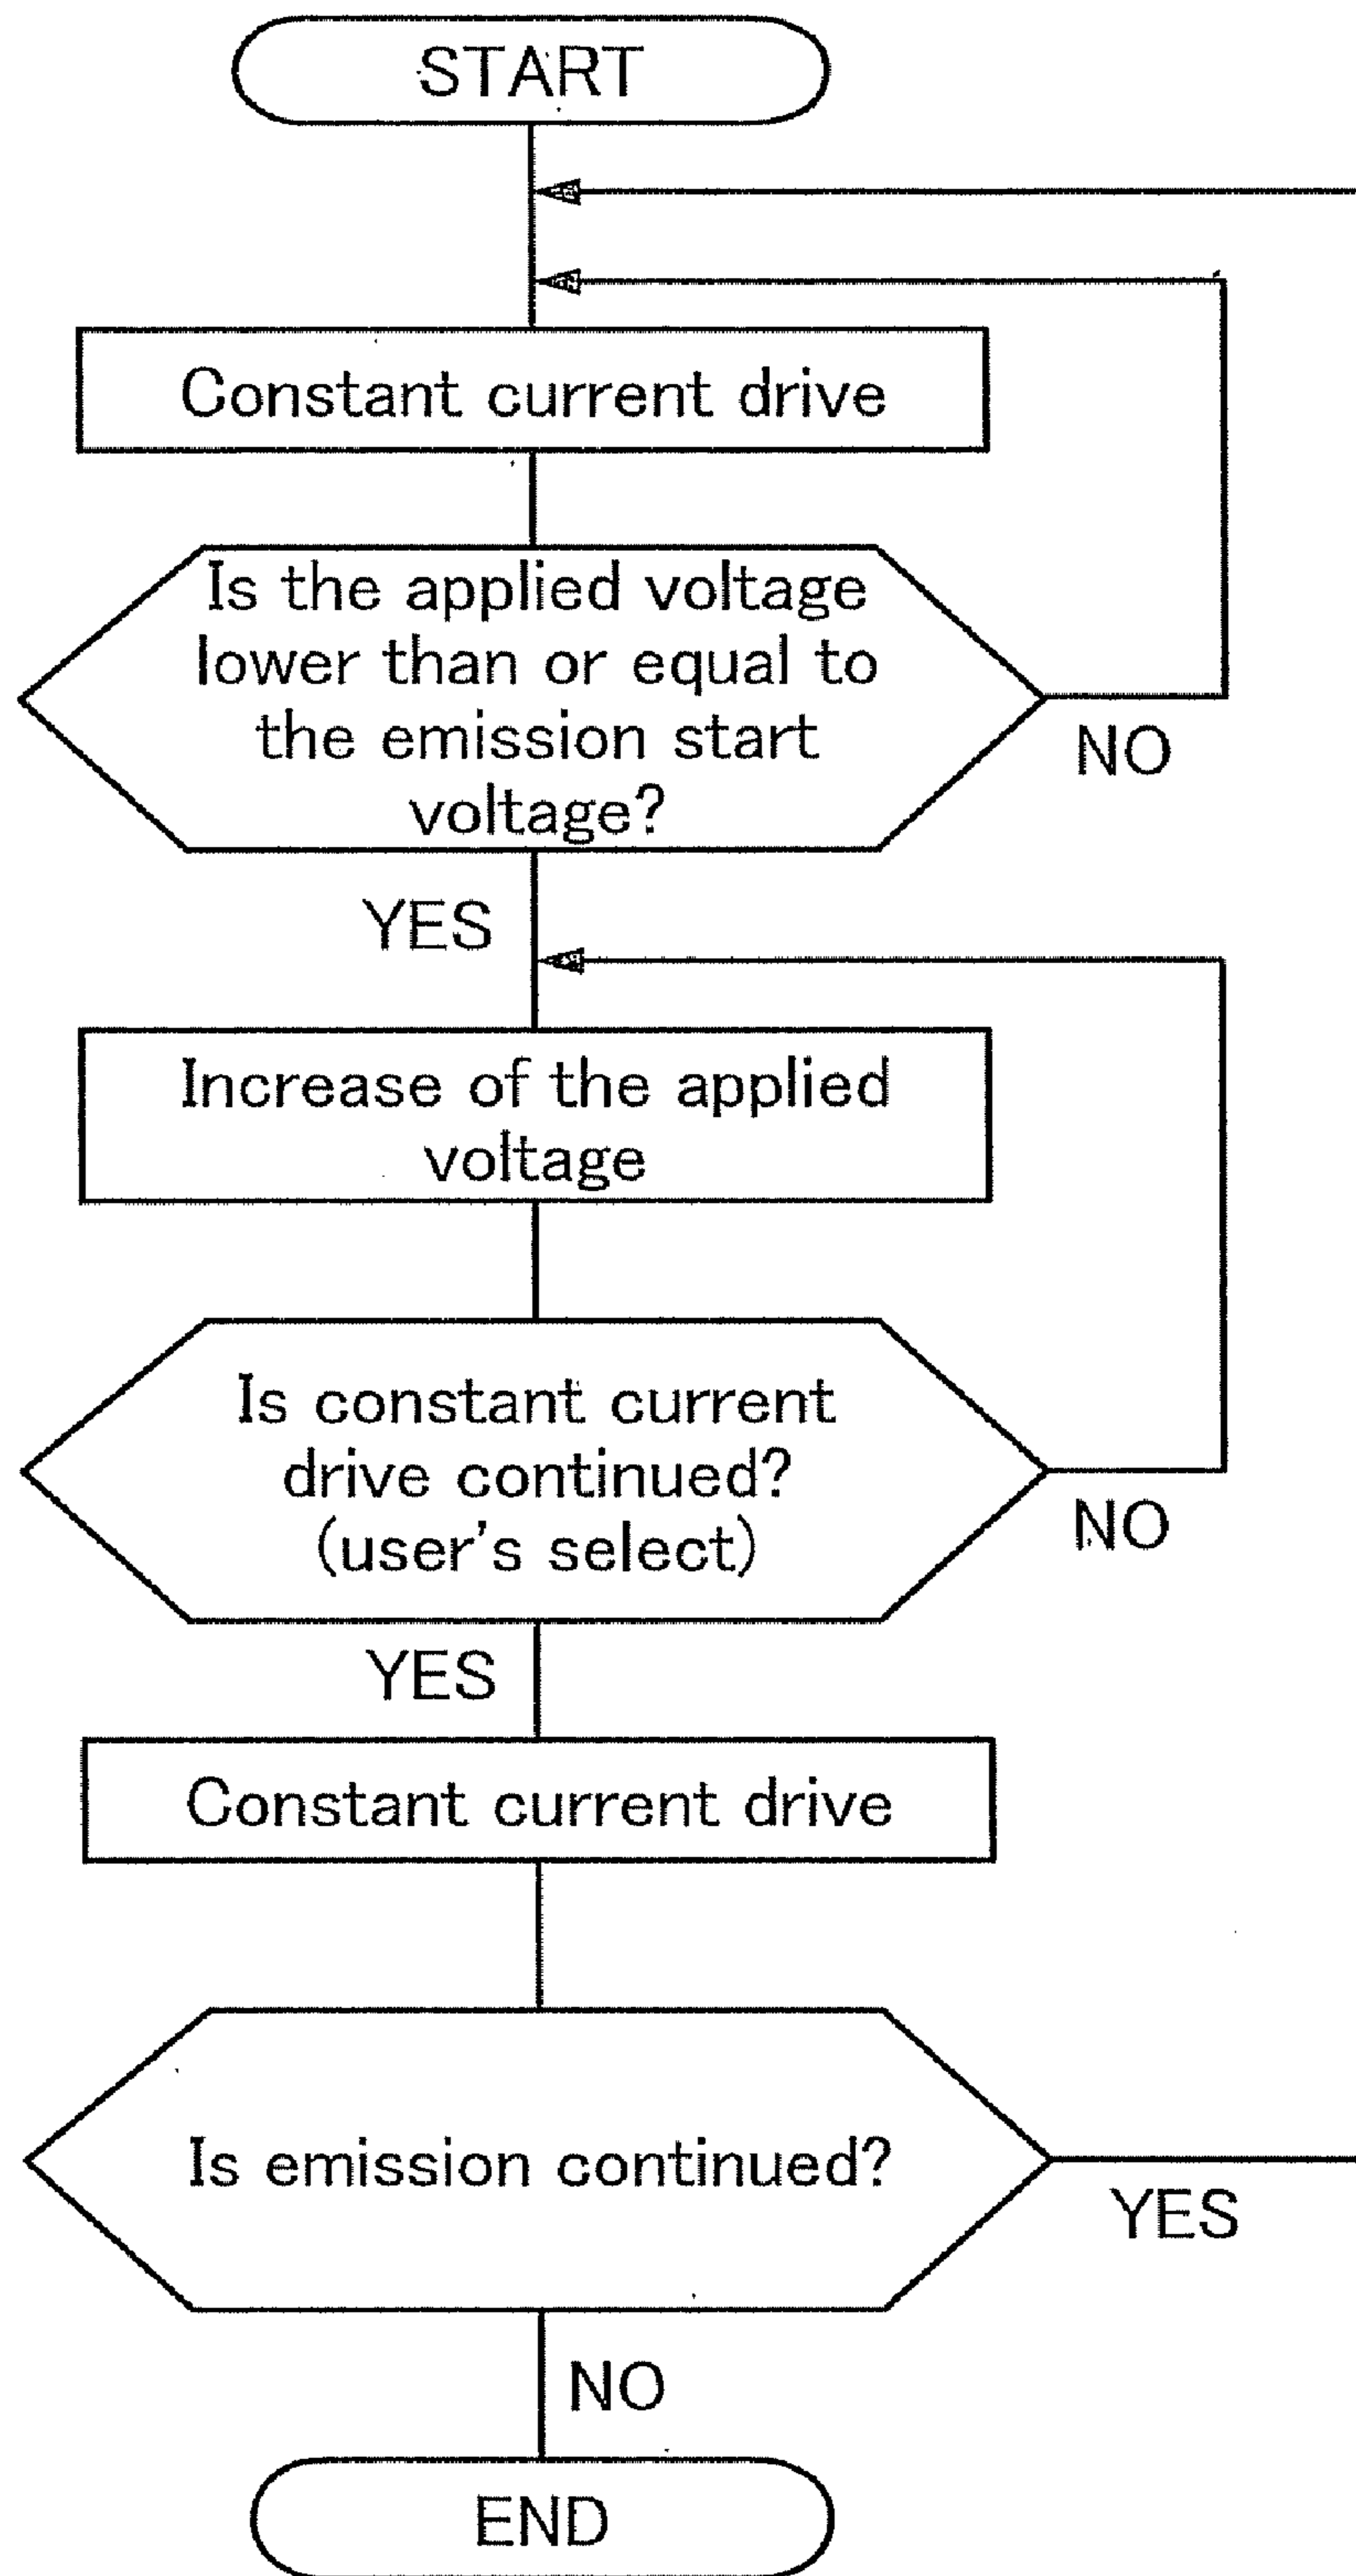 START
Constant current drive
Is the applied voltage
lower than or equal to
the emission start
voltage?
NO
YES
Increase of the applied
voltage
Is constant current
drive continued?
(user's select)
NO
YES
Constant current drive
Is emission continued?
YES
NO
END